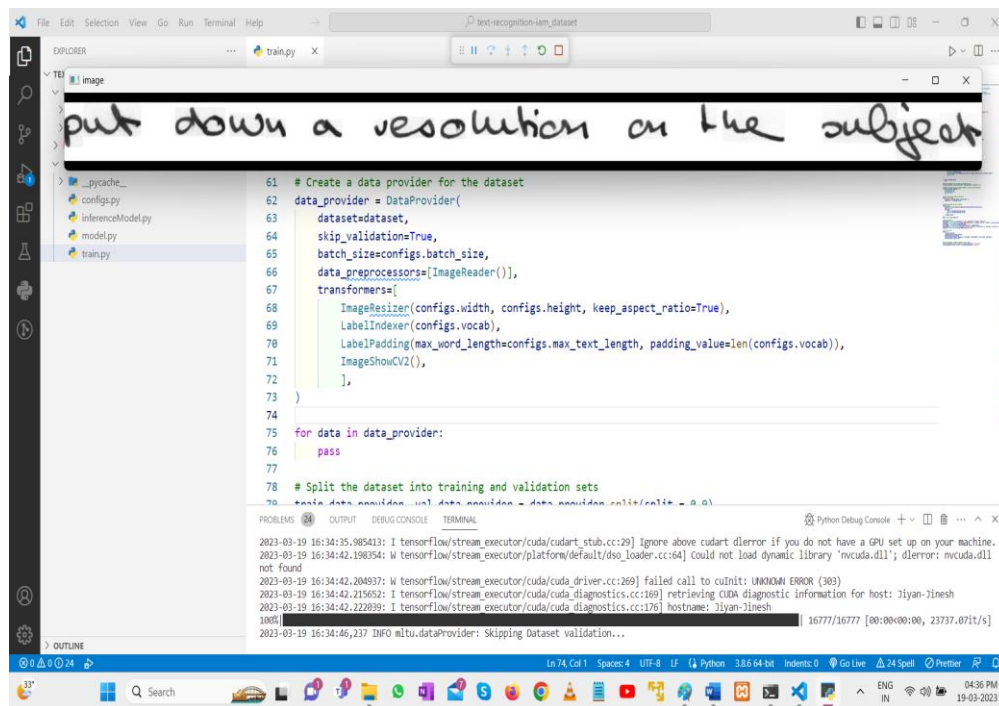 File Edit Selection View Go Run Terminal Help
text-recognition-iam_dataset
EXPLORER
train.py
image
put down a resolution on the subject
__pycache__
configs.py
inferenceModel.py
model.py
train.py
61 # Create a data provider for the dataset
62 data_provider = DataProvider(
63 dataset=dataset,
64 skip_validation=True,
65 batch_size=configs.batch_size,
66 data_preprocessors=[ImageReader()],
67 transformers=[
68 ImageResizer(configs.width, configs.height, keep_aspect_ratio=True),
69 LabelIndexer(configs.vocab),
70 LabelPadding(max_word_length=configs.max_text_length, padding_value=len(configs.vocab)),
71 ImageShowCV2(),
72 ],
73 )
74
75 for data in data_provider:
76 pass
77
78 # Split the dataset into training and validation sets
PROBLEMS 24 OUTPUT DEBUG CONSOLE TERMINAL
Python Debug Console
2023-03-19 16:34:35.985413: I tensorflow/stream_executor/cuda/cudart_stub.cc:29] Ignore above cudart dlerror if you do not have a GPU set up on your machine.
2023-03-19 16:34:42.198354: W tensorflow/stream_executor/platform/default/dso_loader.cc:64] Could not load dynamic library 'nvcuda.dll'; dlerror: nvcuda.dll
not found
2023-03-19 16:34:42.204937: W tensorflow/stream_executor/cuda/cuda_driver.cc:269] failed call to cuInit: UNKNOWN ERROR (303)
2023-03-19 16:34:42.215652: I tensorflow/stream_executor/cuda/cuda_diagnostics.cc:169] retrieving CUDA diagnostic information for host: Jiyan-Jinesh
2023-03-19 16:34:42.222039: I tensorflow/stream_executor/cuda/cuda_diagnostics.cc:176] hostname: Jiyan-Jinesh
100%| | 16777/16777 [00:00<00:00, 23737.07it/s]
2023-03-19 16:34:46,237 INFO mltu.dataProvider: Skipping Dataset validation...
OUTLINE
0 0 24 Ln 74, Col 1 Spaces: 4 UTF-8 LF Python 3.8.6 64-bit Indents: 0 Go Live 24 Spell Prettier
33° Search ENG 04:36 PM
IN 19-03-2023